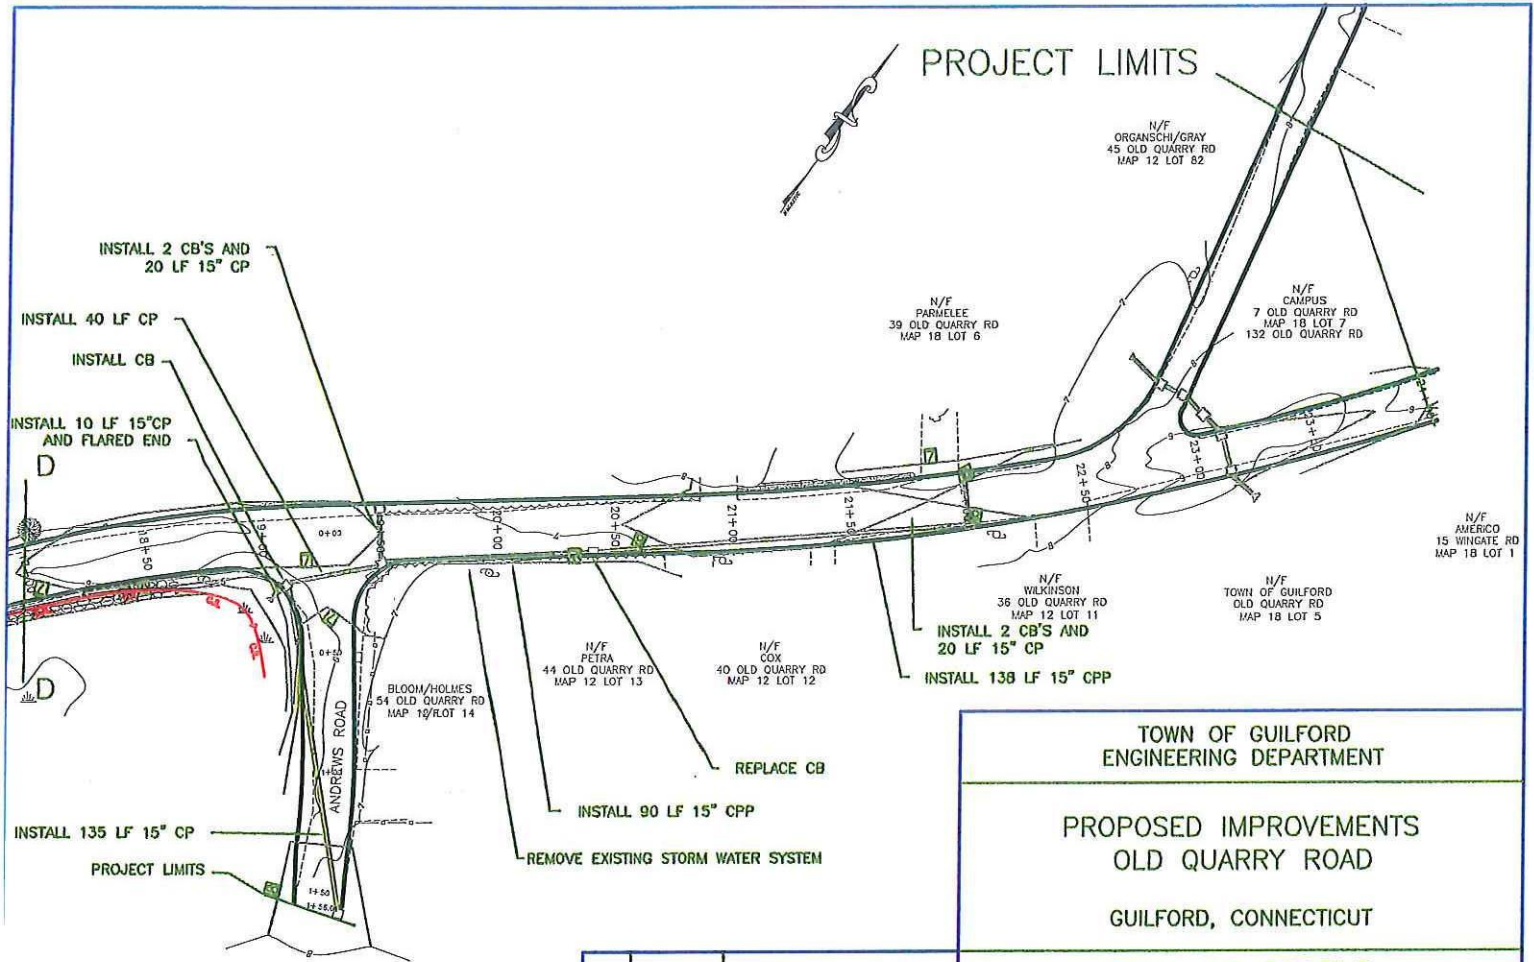 PROJECT LIMITS
N/F
ORGANSCHI/GRAY
45 OLD QUARRY RD
MAP 12 LOT 82
INSTALL 2 CB'S AND
20 LF 15" CP
INSTALL 40 LF CP
INSTALL CB
INSTALL 10 LF 15"CP
AND FLARED END
D
D
N/F
PARMELEE
39 OLD QUARRY RD
MAP 18 LOT 6
N/F
CAMPUS
7 OLD QUARRY RD
MAP 18 LOT 7
132 OLD QUARRY RD
18+50
19+00
0+00
20+00
20+50
21+00
21+50
22+50
23+00
N/F
AMERICO
15 WINGATE RD
MAP 18 LOT 1
N/F
WILKINSON
36 OLD QUARRY RD
MAP 12 LOT 11
N/F
TOWN OF GUILFORD
OLD QUARRY RD
MAP 18 LOT 5
INSTALL 2 CB'S AND
20 LF 15" CP
INSTALL 138 LF 15" CPP
N/F
PETRA
44 OLD QUARRY RD
MAP 12 LOT 13
N/F
COX
40 OLD QUARRY RD
MAP 12 LOT 12
BLOOM/HOLMES
54 OLD QUARRY RD
ANDREWS ROAD
0+50
REPLACE CB
INSTALL 90 LF 15" CPP
REMOVE EXISTING STORM WATER SYSTEM
INSTALL 135 LF 15" CP
PROJECT LIMITS
1+50
TOWN OF GUILFORD
ENGINEERING DEPARTMENT
PROPOSED IMPROVEMENTS
OLD QUARRY ROAD
GUILFORD, CONNECTICUT